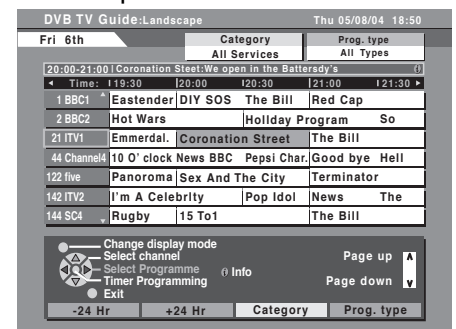 DVB TV Guide:Landscape Thu 05/08/04 18:50
Fri 6th Category Prog. type
All Services All Types
20:00-21:00 Coronation Steet:We open in the Battersdy's
Time: 19:30 20:00 20:30 21:00 21:30
1 BBC1 Eastender DIY SOS The Bill Red Cap
2 BBC2 Hot Wars Hollday Program So
21 ITV1 Emmerdal. Coronation Street The Bill
44 Channel4 10 O' clock News BBC Pepsi Char. Good bye Hell
122 five Panoroma Sex And The City Terminator
142 ITV2 I'm A Celebrlty Pop Idol News The
144 SC4 Rugby 15 To1 The Bill
Change display mode
Select channel Page up
Select Programme i Info
Timer Programming Page down
Exit
-24 Hr +24 Hr Category Prog. type